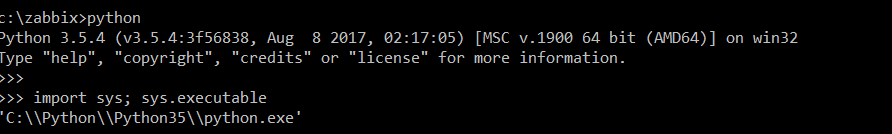 c:\zabbix>python
Python 3.5.4 (v3.5.4:3f56838, Aug  8 2017, 02:17:05) [MSC v.1900 64 bit (AMD64)] on win32
Type "help", "copyright", "credits" or "license" for more information.
>>>
>>> import sys; sys.executable
'C:\\Python\\Python35\\python.exe'